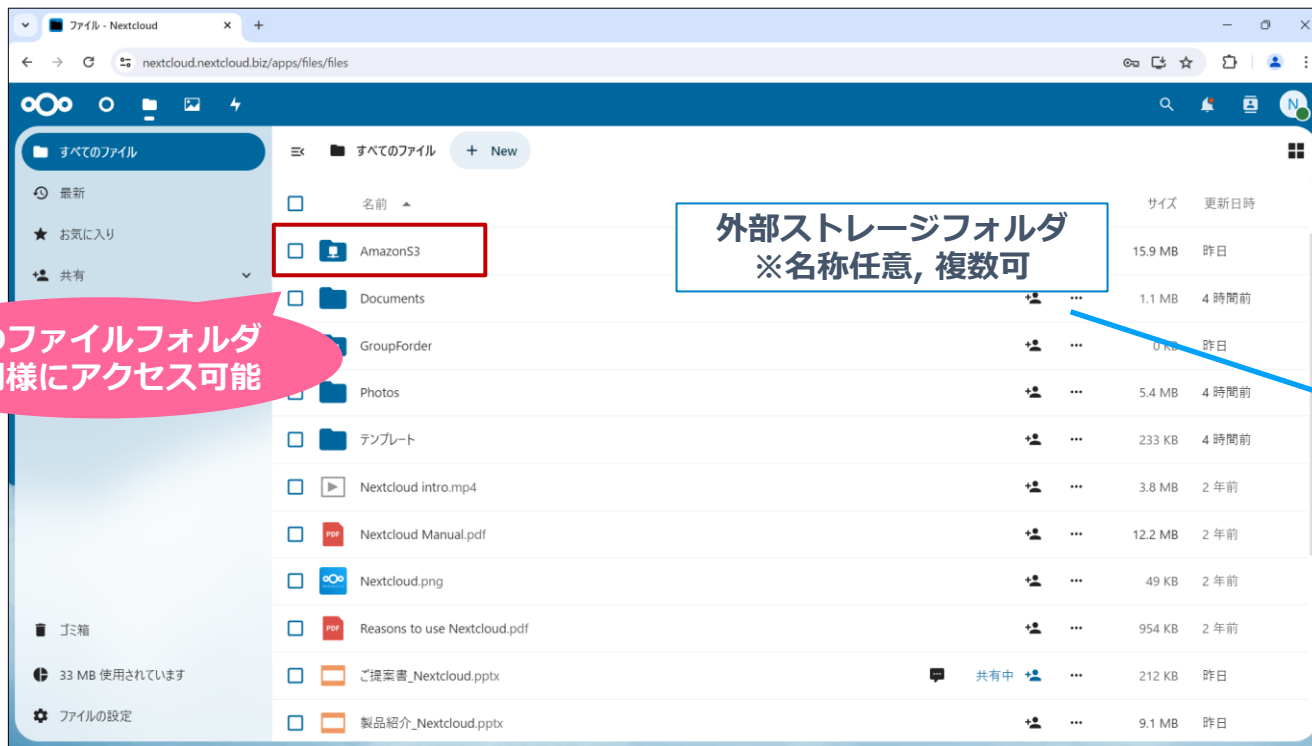 ファイル - Nextcloud
nextcloud.nextcloud.biz/apps/files/files
N
すべてのファイル
最新
お気に入り
共有
のファイルフォルダ
同様にアクセス可能
ゴミ箱
33 MB 使用されています
ファイルの設定
すべてのファイル + New
名前 サイズ 更新日時
外部ストレージフォルダ
※名称任意, 複数可
AmazonS3 15.9 MB 昨日
Documents 1.1 MB 4 時間前
GroupForder 0 KB 昨日
Photos 5.4 MB 4 時間前
テンプレート 233 KB 4 時間前
Nextcloud intro.mp4 3.8 MB 2 年前
PDF Nextcloud Manual.pdf 12.2 MB 2 年前
Nextcloud.png 49 KB 2 年前
PDF Reasons to use Nextcloud.pdf 954 KB 2 年前
ご提案書_Nextcloud.pptx 共有中 212 KB 昨日
製品紹介_Nextcloud.pptx 9.1 MB 昨日